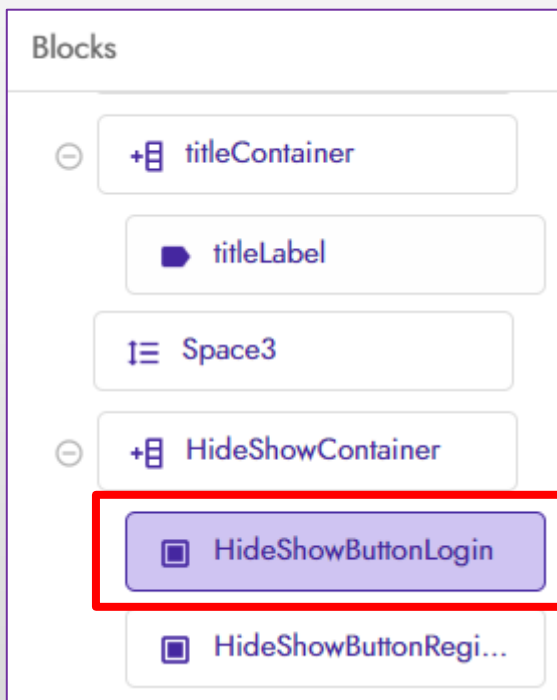 Blocks
titleContainer
titleLabel
Space3
HideShowContainer
HideShowButtonLogin
HideShowButtonRegi...